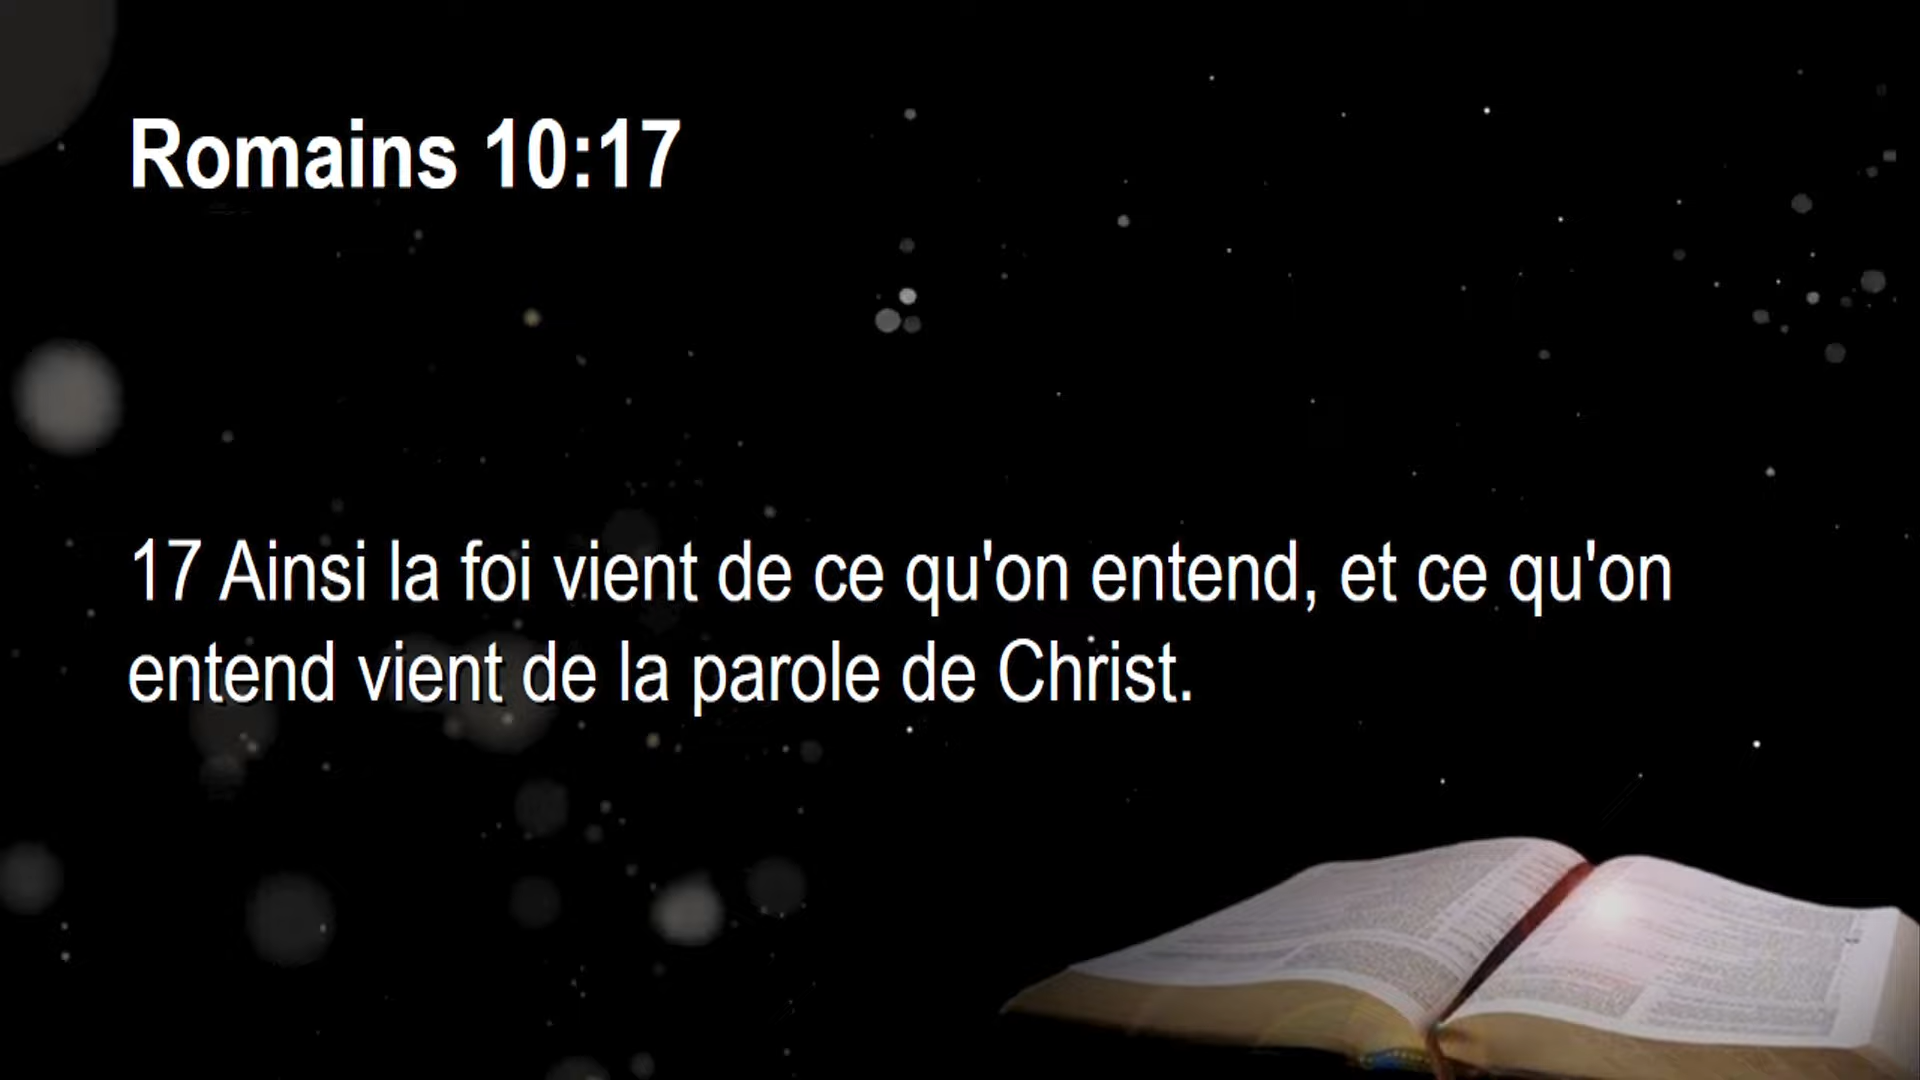 Romains 10:17
17 Ainsi la foi vient de ce qu'on entend, et ce qu'on
entend vient de la parole de Christ.